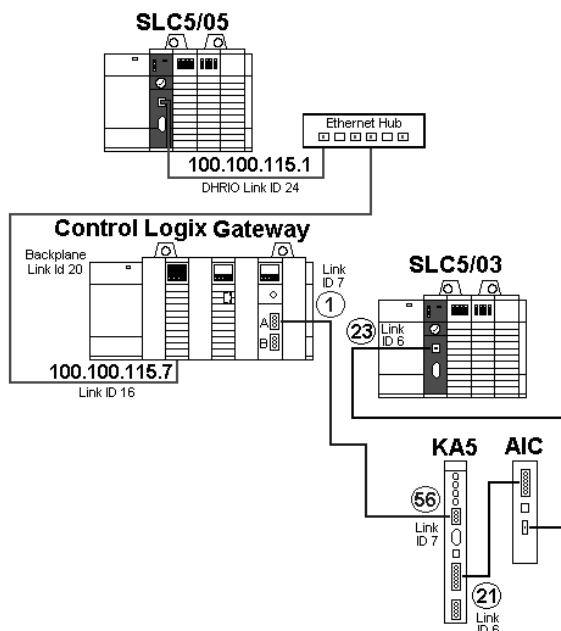 SLC5/05
Ethernet Hub
100.100.115.1
DHRIO Link ID 24
Control Logix Gateway
Backplane
Link Id 20
Link
ID 7
1
A
B
100.100.115.7
Link ID 16
SLC5/03
23
Link
ID 6
KA5
AIC
56
Link
ID 7
21
Link
ID 6